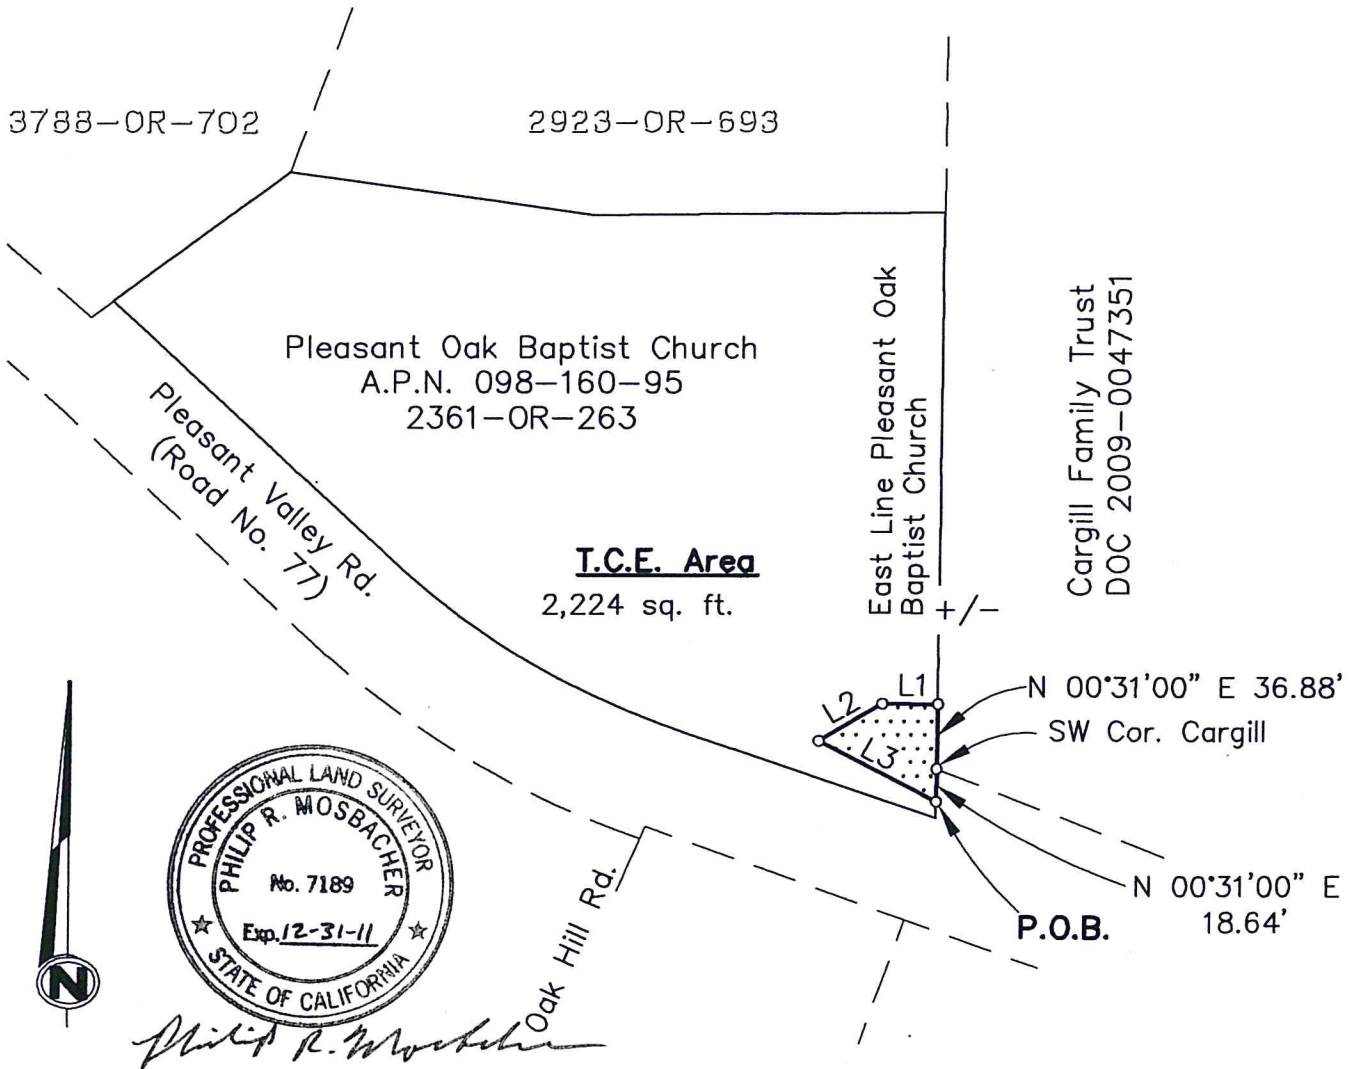 3788-OR-702
2923-OR-693
Pleasant Oak Baptist Church
A.P.N. 098-160-95
2361-OR-263
East Line Pleasant Oak
Baptist Church
Cargill Family Trust
DOC 2009-0047351
Pleasant Valley Rd.
(Road No. 77)
T.C.E. Area
2,224 sq. ft.
+/-
L1
L2
L3
N 00°31'00" E 36.88'
SW Cor. Cargill
N 00°31'00" E
18.64'
P.O.B.
Oak Hill Rd.
PROFESSIONAL LAND SURVEYOR
PHILIP R. MOSBACHER
No. 7189
Exp. 12-31-11
STATE OF CALIFORNIA
N
Philip R. Mosbacher